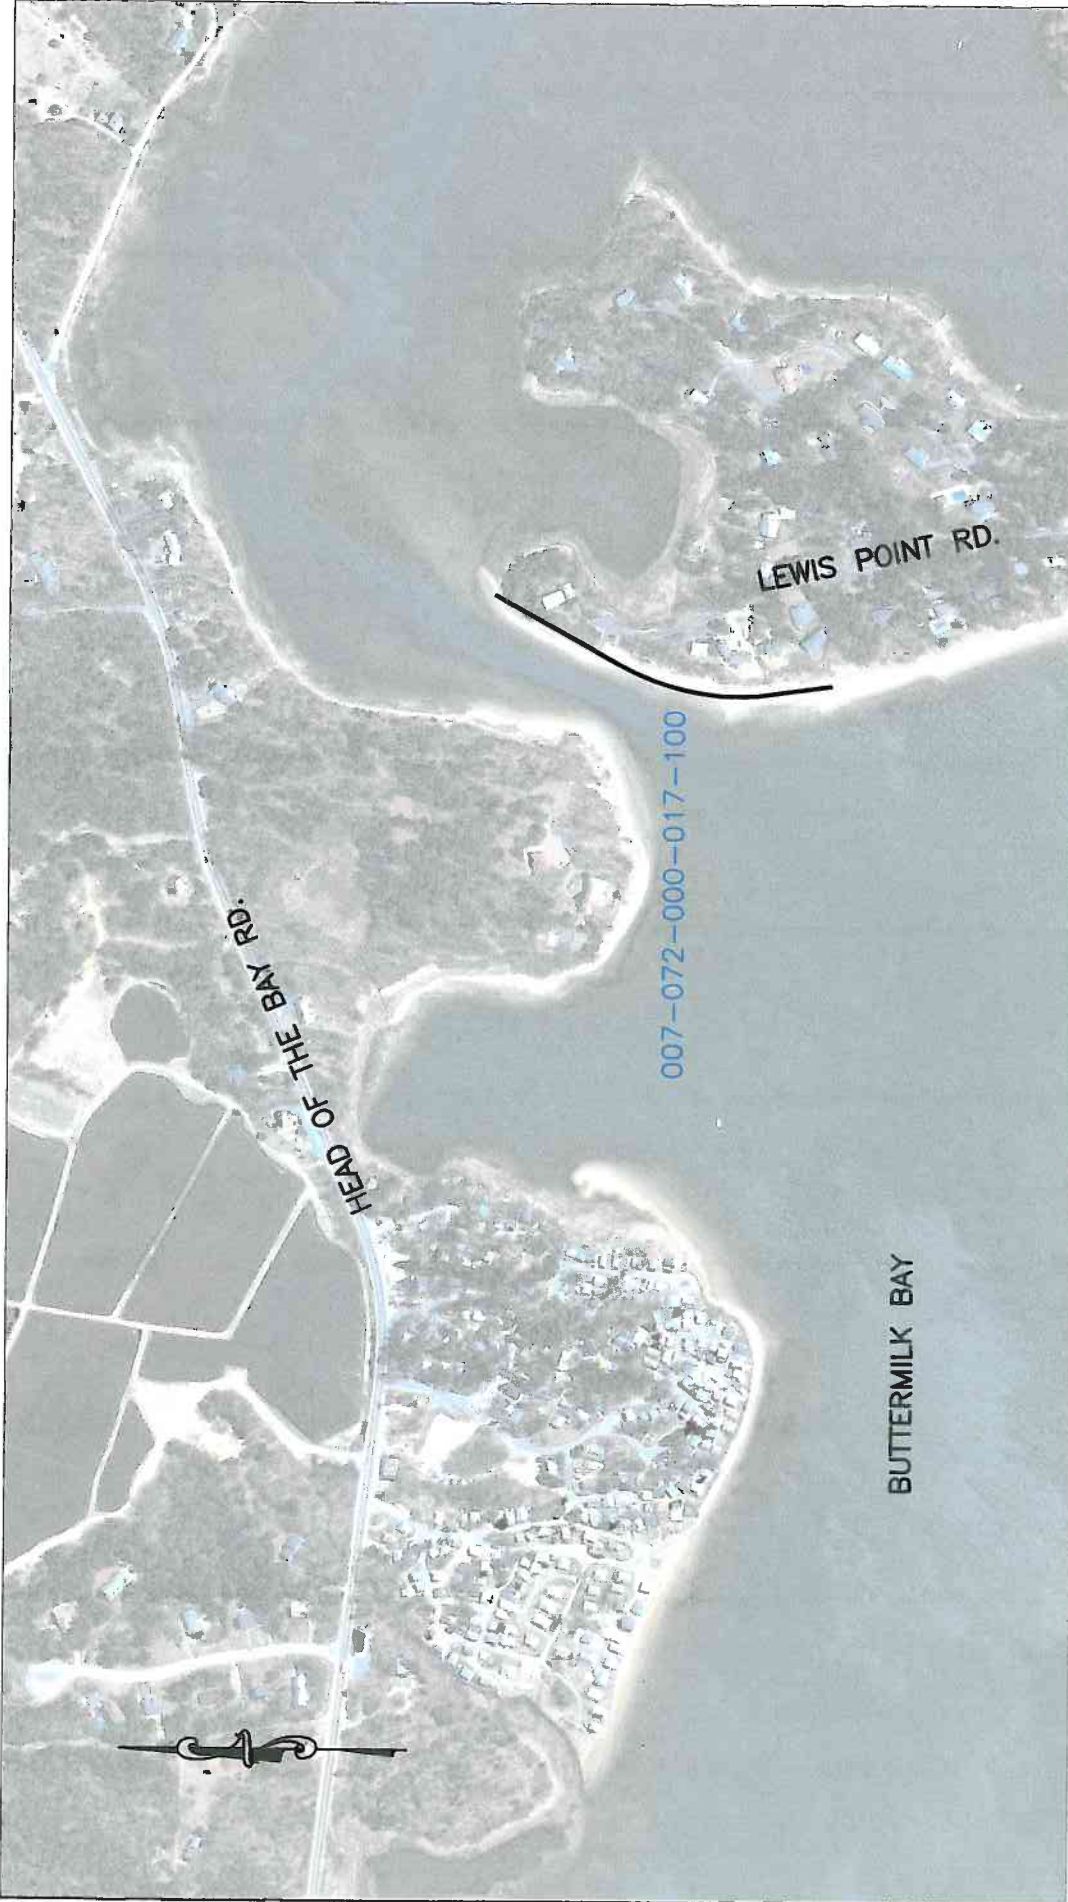 HEAD OF THE BAY RD.
LEWIS POINT RD.
007-072-000-017-100
BUTTERMILK BAY